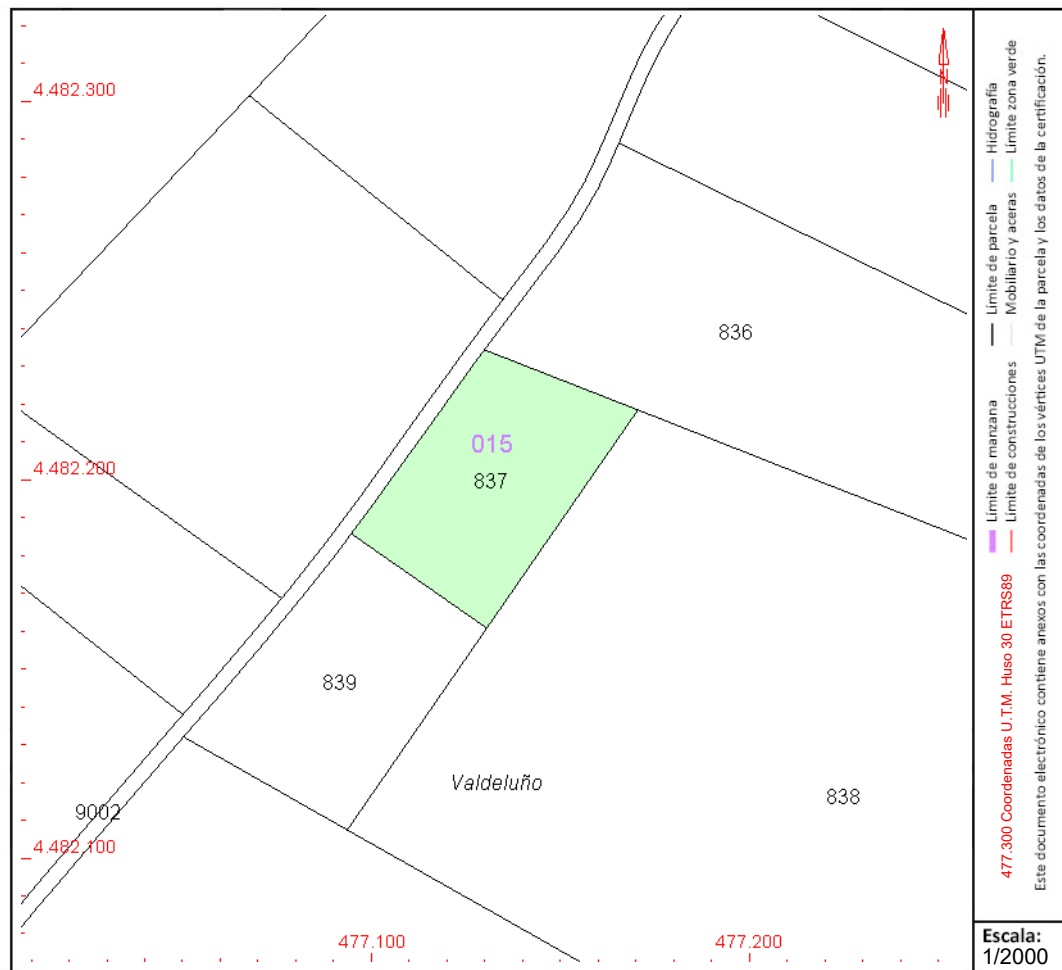 4.482.300
836
015
4.482.200
837
839
Valdeluño
838
9002
4.482.100
477.100
477.200
Límite de manzana
Límite de parcela
Hidrografía
Límite de construcciones
Mobiliario y aceras
Límite zona verde
477.300 Coordenadas U.T.M. Huso 30 ETRS89
Este documento electrónico contiene anexos con las coordenadas de los vértices UTM de la parcela y los datos de la certificación.
Escala:
1/2000